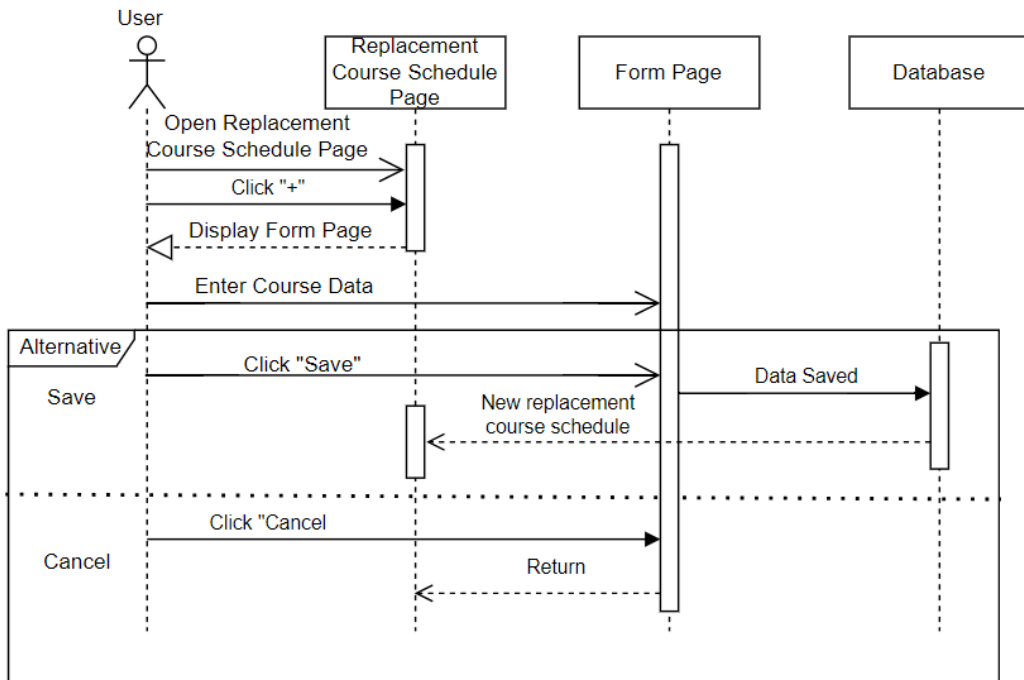 User
Replacement
Course Schedule
Page
Form Page
Database
Open Replacement
Course Schedule Page
Click "+"
Display Form Page
Enter Course Data
Alternative
Click "Save"
Save
Data Saved
New replacement
course schedule
Click "Cancel
Cancel
Return